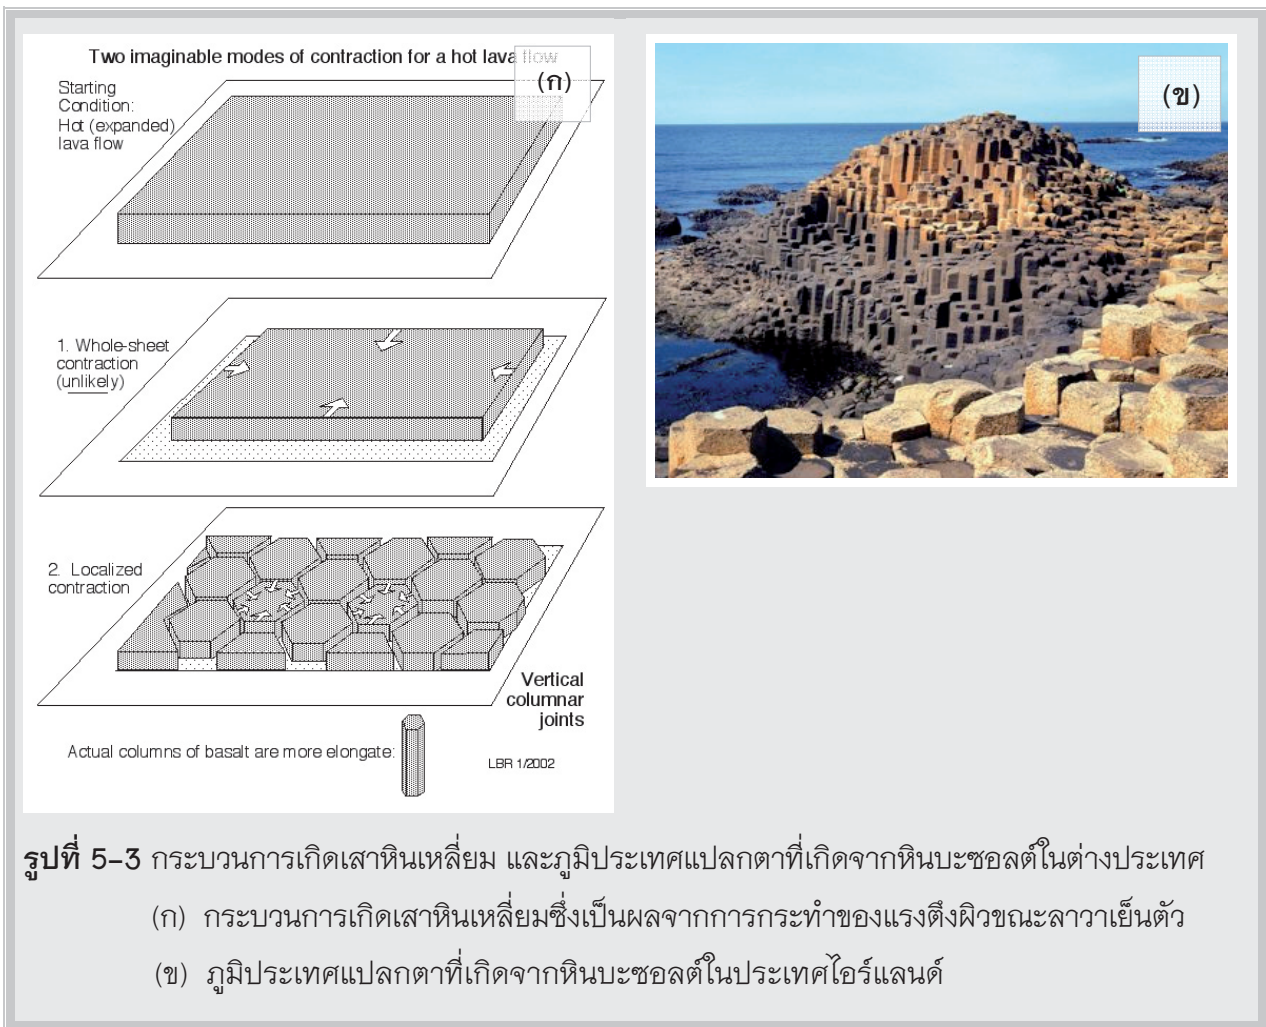 Two imaginable modes of contraction for a hot lava flow
(ก)
Starting
Condition:
Hot (expanded)
lava flow
1. Whole-sheet
contraction
(unlikely)
2. Localized
contraction
Vertical
columnar
joints
Actual columns of basalt are more elongate:
LBR 1/2002
(ข)
รูปที่ 5-3 กระบวนการเกิดเสาหินเหลี่ยม และภูมิประเทศแปลกตาที่เกิดจากหินบะซอลต์ในต่างประเทศ
(ก) กระบวนการเกิดเสาหินเหลี่ยมซึ่งเป็นผลจากการกระทำของแรงตึงผิวขณะลาวาเย็นตัว
(ข) ภูมิประเทศแปลกตาที่เกิดจากหินบะซอลต์ในประเทศไอร์แลนด์